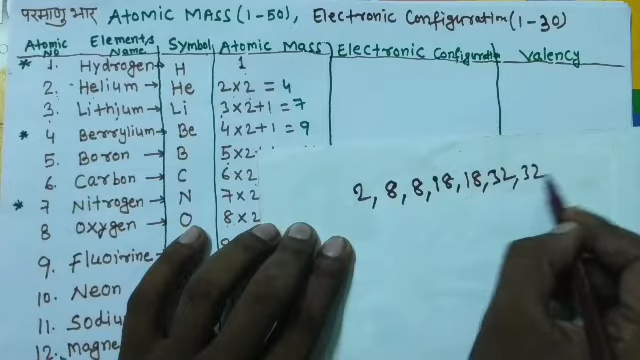 परमाणु भार Atomic Mass (1-50), Electronic Configuration (1-30)
Atomic No Elements Name Symbol Atomic Mass Electronic Configuratn Valency
* 1. Hydrogen → H 1
2. Helium → He 2×2 = 4
3. Lithium → Li 3×2+1 = 7
* 4 Berrylium → Be 4×2+1 = 9
5. Boron → B 5×2
6. Carbon → C 6×2
* 7 Nitrogen → N 7×2
8 Oxygen → O 8×2
9. Fluoirine
10. Neon
11. Sodiu
12. Magne
2, 8, 8, 18, 18, 32, 32